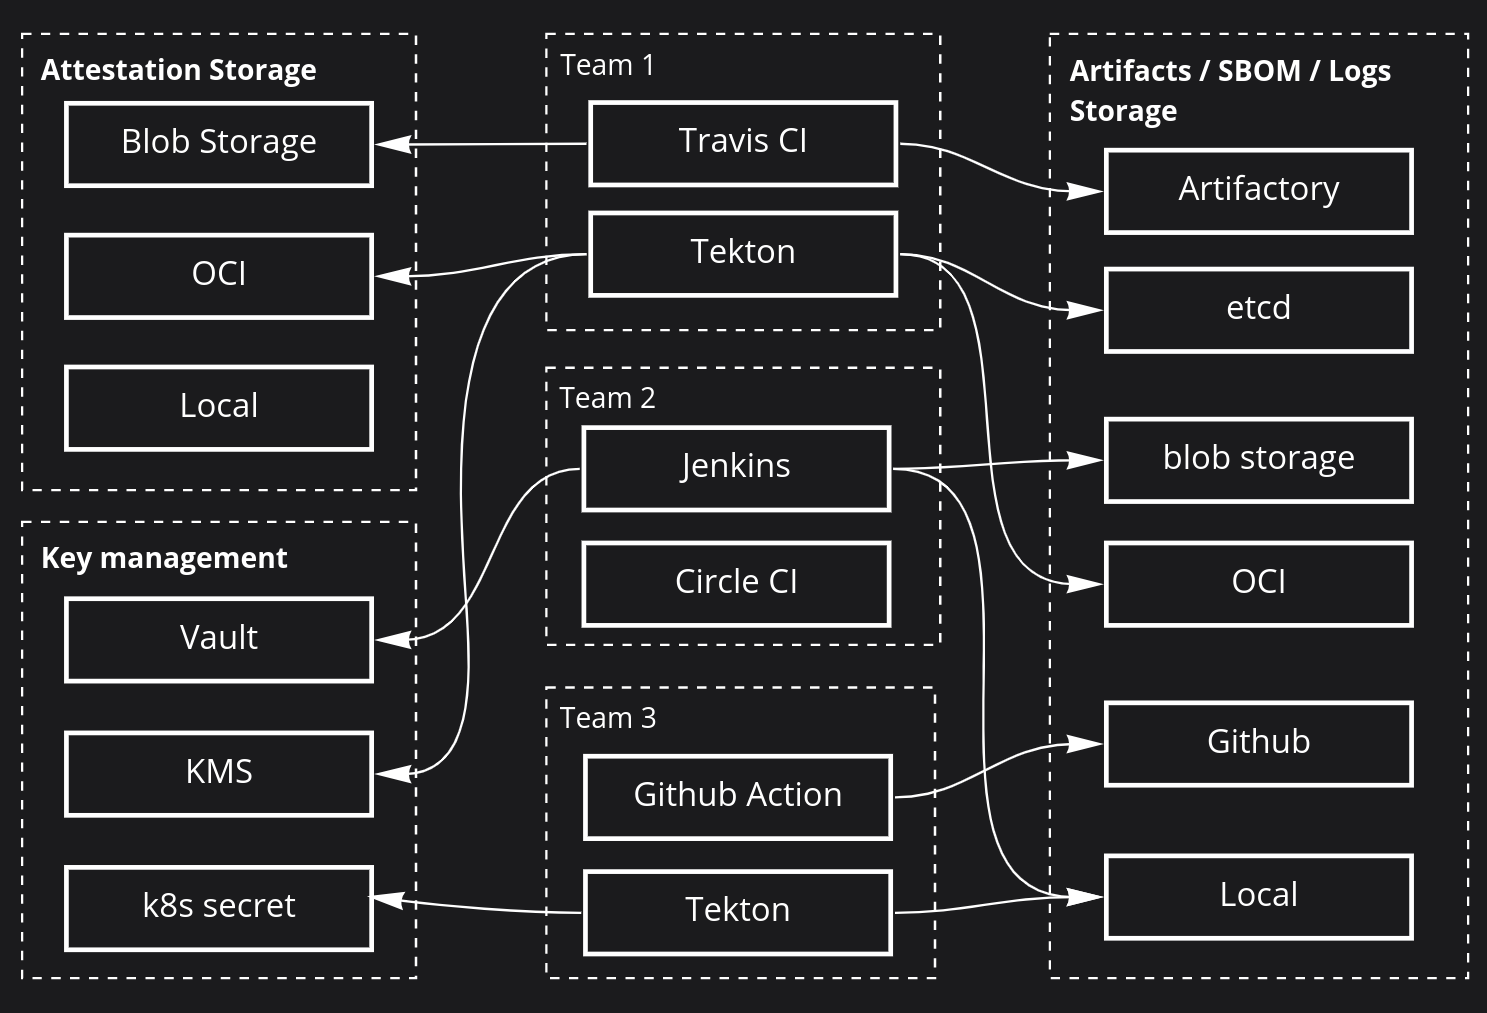 Attestation Storage
Blob Storage
OCI
Local
Key management
Vault
KMS
k8s secret
Team 1
Travis CI
Tekton
Team 2
Jenkins
Circle CI
Team 3
Github Action
Tekton
Artifacts / SBOM / Logs
Storage
Artifactory
etcd
blob storage
OCI
Github
Local